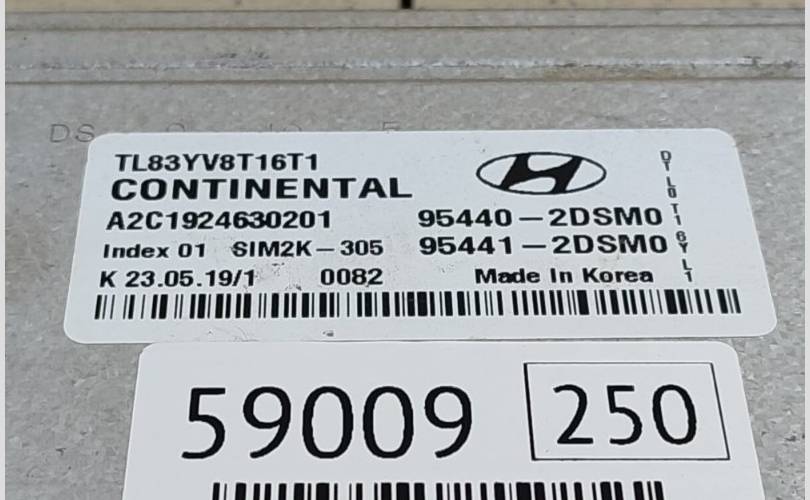 DS
TL83YV8T16T1
CONTINENTAL
A2C1924630201 95440-2DSM0
Index 01 SIM2K-305 95441-2DSM0
K 23.05.19/1 0082 Made In Korea
59009 250